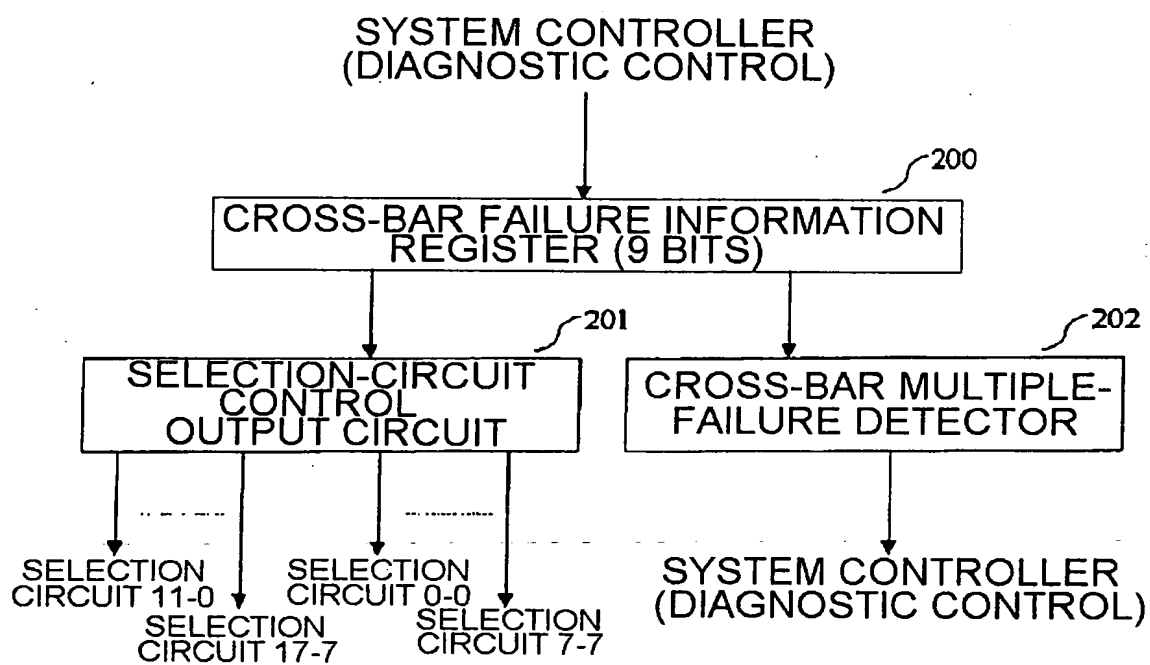 SYSTEM CONTROLLER
(DIAGNOSTIC CONTROL)
200
CROSS-BAR FAILURE INFORMATION
REGISTER (9 BITS)
201
202
SELECTION-CIRCUIT
CONTROL
OUTPUT CIRCUIT
CROSS-BAR MULTIPLE-
FAILURE DETECTOR
SELECTION
CIRCUIT 11-0
SELECTION
CIRCUIT 17-7
SELECTION
CIRCUIT 0-0
SELECTION
CIRCUIT 7-7
SYSTEM CONTROLLER
(DIAGNOSTIC CONTROL)